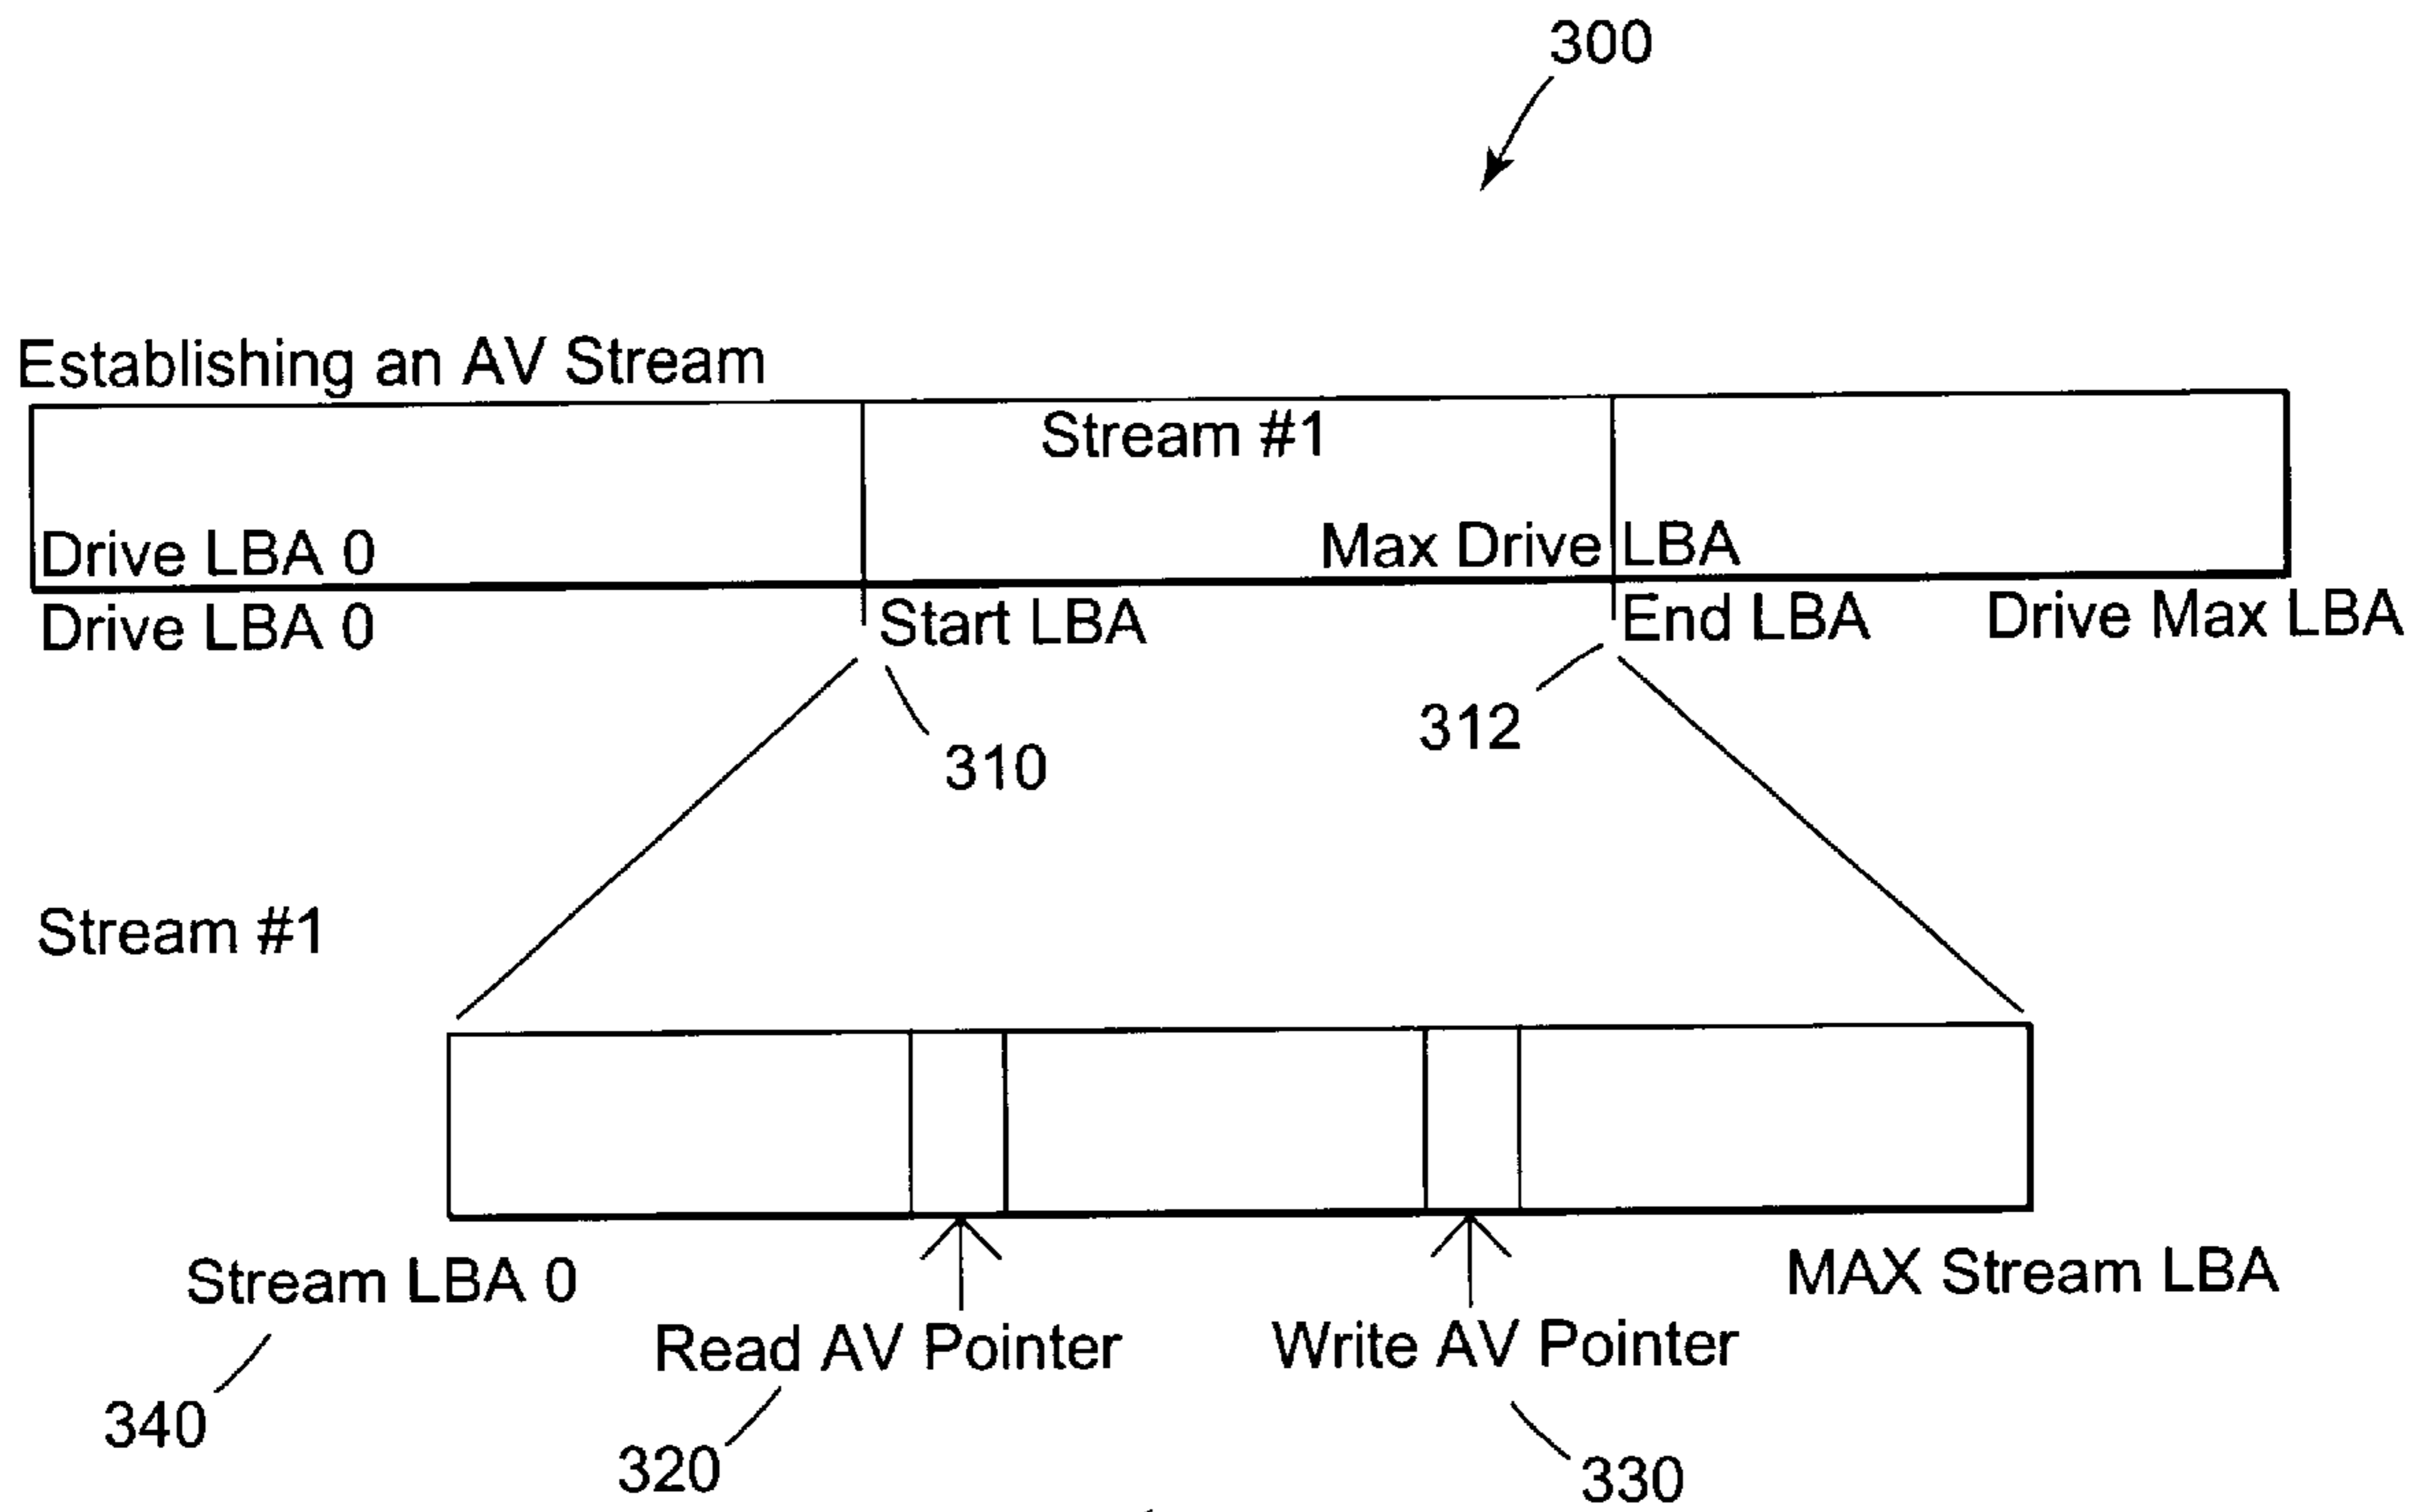 300
Establishing an AV Stream
Stream #1
Drive LBA 0
Max Drive LBA
Drive LBA 0
Start LBA
End LBA
Drive Max LBA
310
312
Stream #1
Stream LBA 0
MAX Stream LBA
Read AV Pointer
Write AV Pointer
340
320
330